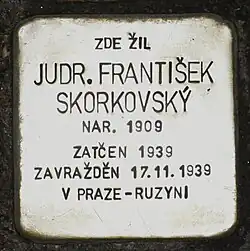 ZDE ŽIL
JUDR. FRANTIŠEK
SKORKOVSKÝ
NAR. 1909
ZATČEN 1939
ZAVRAŽDĚN 17.11.1939
V PRAZE-RUZYNI